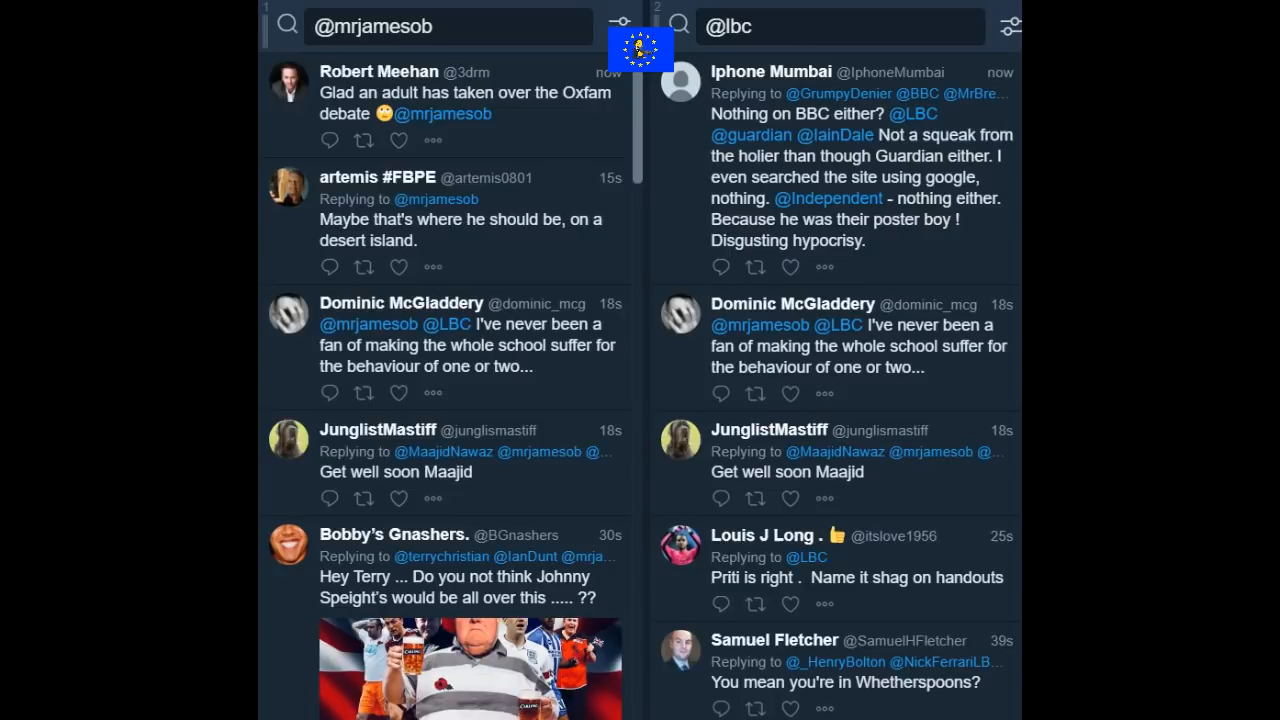 1
@mrjamesob
Robert Meehan @3drm now
Glad an adult has taken over the Oxfam
debate 🙄@mrjamesob
artemis #FBPE @artemis0801 15s
Replying to @mrjamesob
Maybe that's where he should be, on a
desert island.
Dominic McGladdery @dominic_mcg 18s
@mrjamesob @LBC I've never been a
fan of making the whole school suffer for
the behaviour of one or two...
JunglistMastiff @junglismastiff 18s
Replying to @MaajidNawaz @mrjamesob @...
Get well soon Maajid
Bobby's Gnashers. @BGnashers 30s
Replying to @terrychristian @IanDunt @mrja...
Hey Terry ... Do you not think Johnny
Speight's would be all over this ..... ??
CARLING
CARLING
2
@lbc
Iphone Mumbai @IphoneMumbai now
Replying to @GrumpyDenier @BBC @MrBre...
Nothing on BBC either? @LBC
@guardian @IainDale Not a squeak from
the holier than though Guardian either. I
even searched the site using google,
nothing. @Independent - nothing either.
Because he was their poster boy !
Disgusting hypocrisy.
Dominic McGladdery @dominic_mcg 18s
@mrjamesob @LBC I've never been a
fan of making the whole school suffer for
the behaviour of one or two...
JunglistMastiff @junglismastiff 18s
Replying to @MaajidNawaz @mrjamesob @...
Get well soon Maajid
Louis J Long . 👍 @itslove1956 25s
Replying to @LBC
Priti is right . Name it shag on handouts
Samuel Fletcher @SamuelHFletcher 39s
Replying to @_HenryBolton @NickFerrariLB...
You mean you're in Whetherspoons?